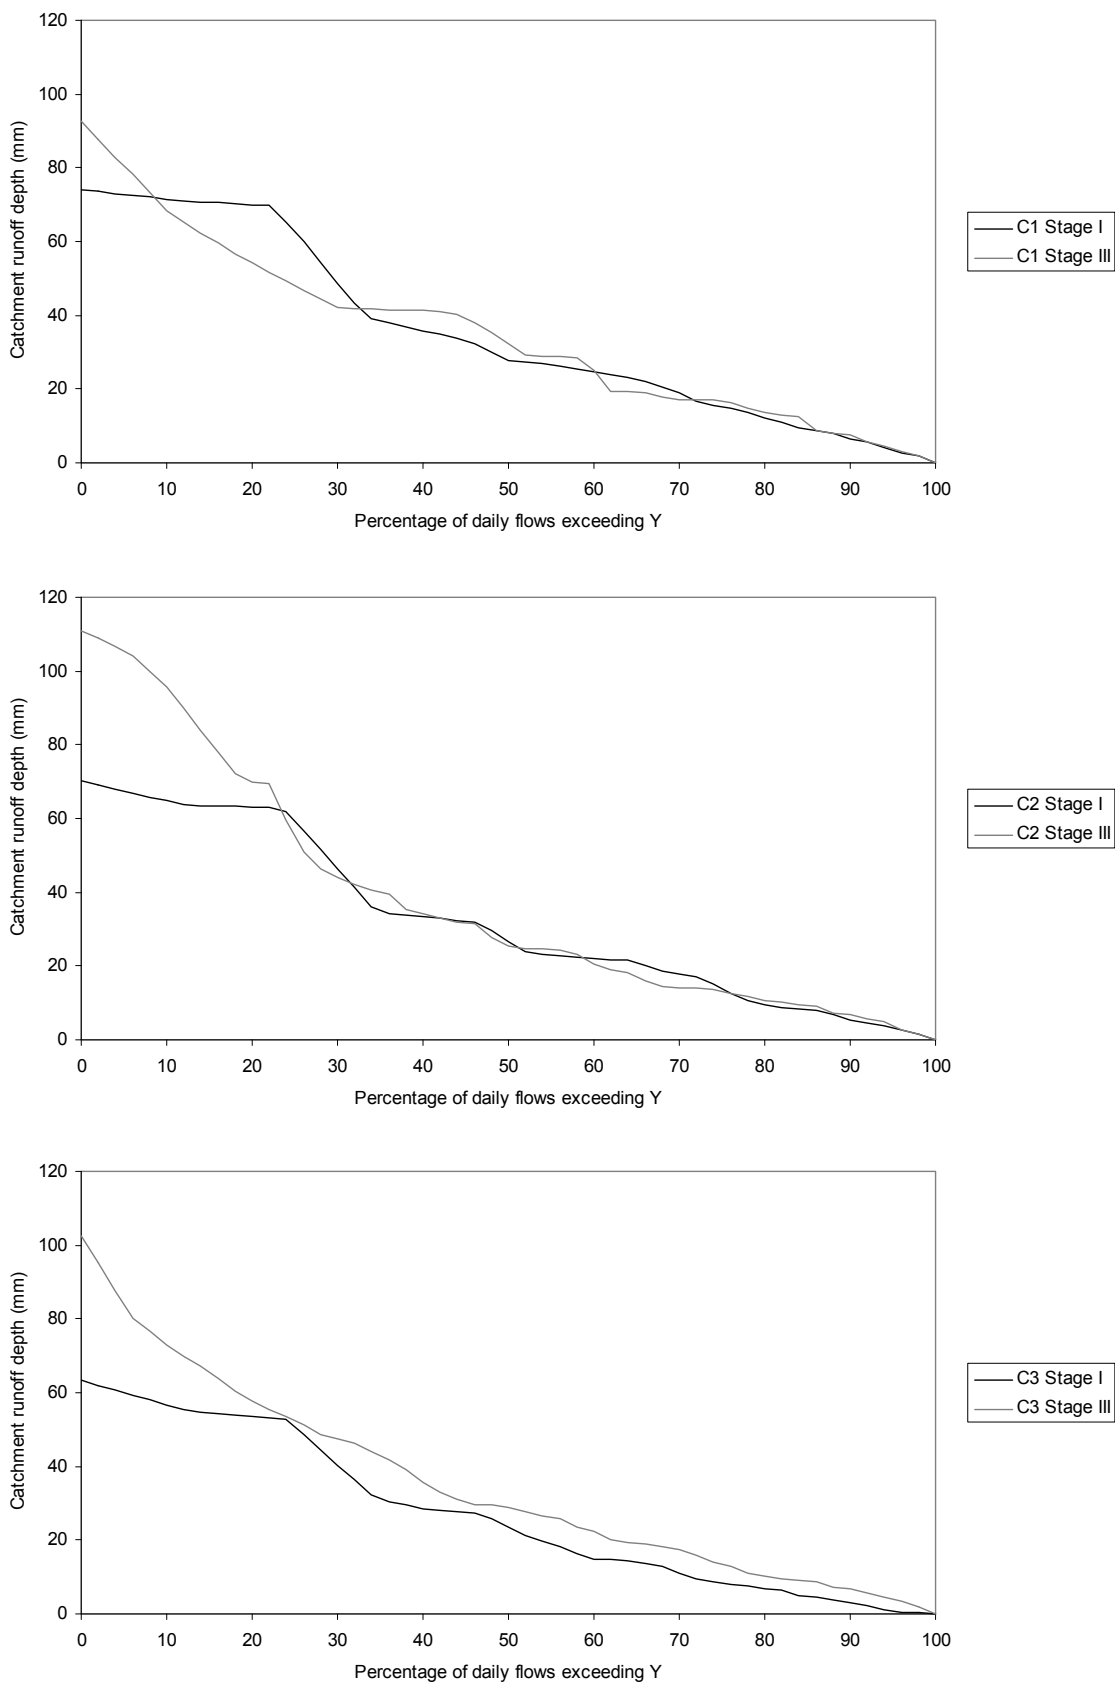 120
100
80
60
40
20
0
Catchment runoff depth (mm)
0 10 20 30 40 50 60 70 80 90 100
Percentage of daily flows exceeding Y
C1 Stage I
C1 Stage III
120
100
80
60
40
20
0
Catchment runoff depth (mm)
0 10 20 30 40 50 60 70 80 90 100
Percentage of daily flows exceeding Y
C2 Stage I
C2 Stage III
120
100
80
60
40
20
0
Catchment runoff depth (mm)
0 10 20 30 40 50 60 70 80 90 100
Percentage of daily flows exceeding Y
C3 Stage I
C3 Stage III